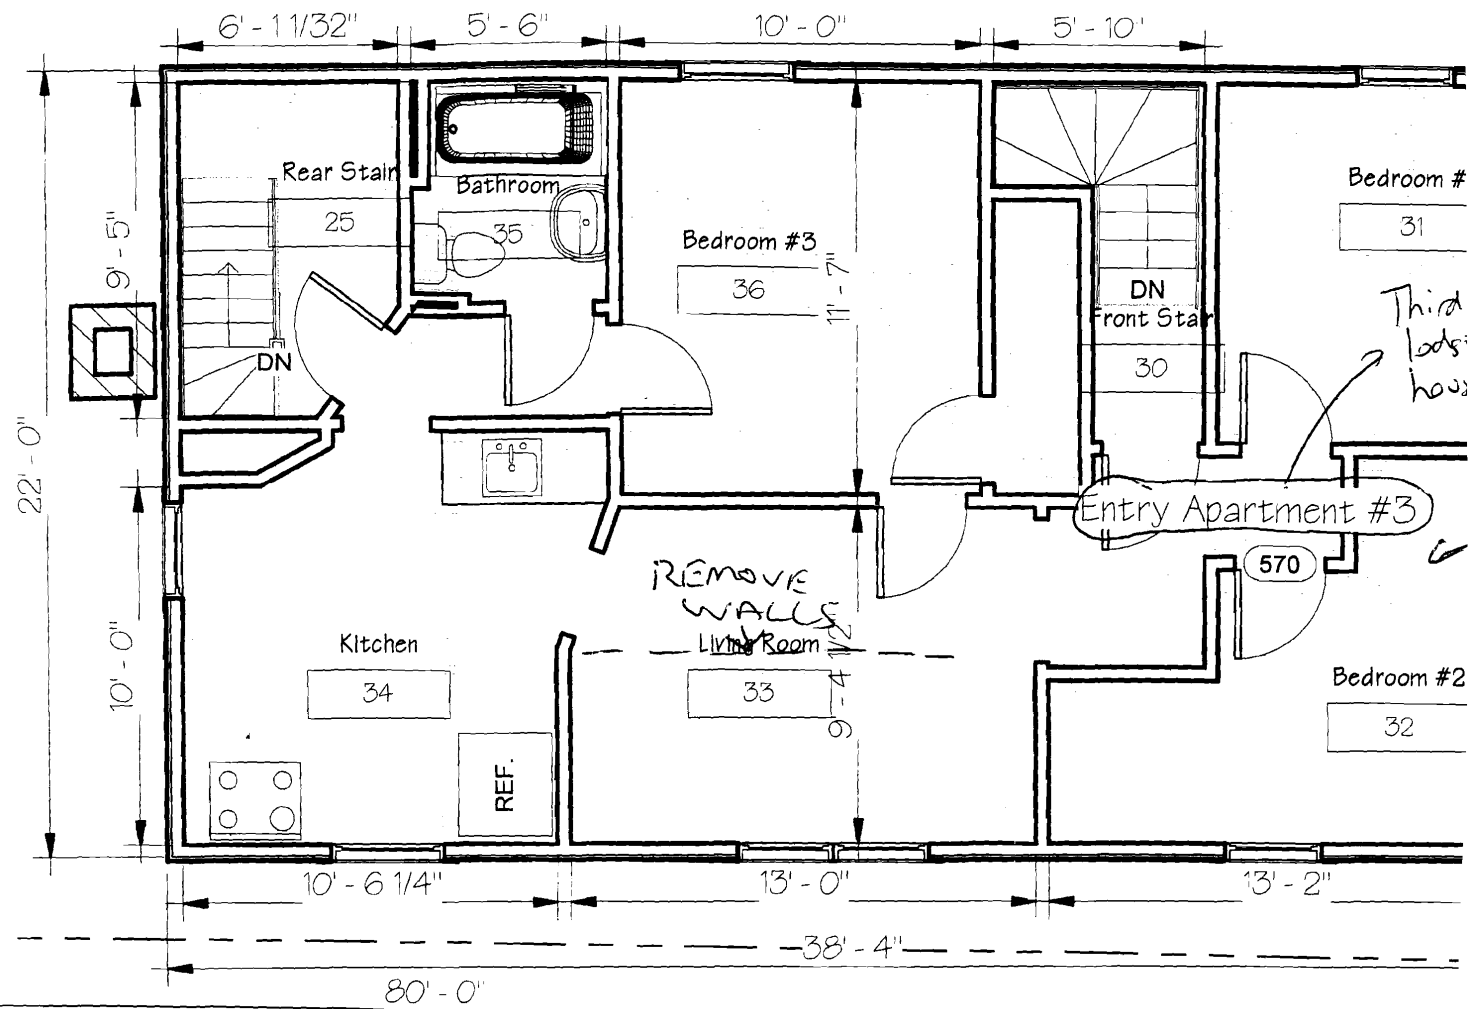 6' - 1 1/32"
5' - 6"
10' - 0"
5' - 10'
Rear Stair
25
Bathroom
35
Bedroom #3
36
Bedroom #
31
9' - 5"
11' - 7"
22' - 0"
DN
DN
Front Stair
30
Third
Entry Apartment #3
570
REMOVE
WALLS
Kitchen
34
Living Room
33
9' - 4 1/2"
10' - 0"
Bedroom #2
32
REF.
10' - 6 1/4"
13' - 0"
13' - 2"
38' - 4"
80' - 0"